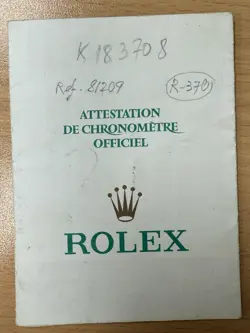 K183708
Ref. 81209
R-370
ATTESTATION
DE CHRONOMÈTRE
OFFICIEL
ROLEX